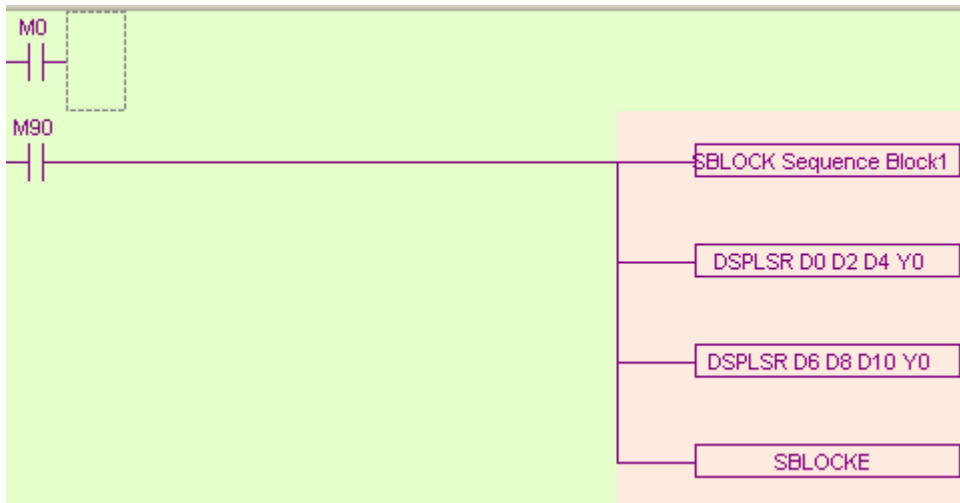 M0
M90
SBLOCK Sequence Block1
DSPLSR D0 D2 D4 Y0
DSPLSR D6 D8 D10 Y0
SBLOCKE